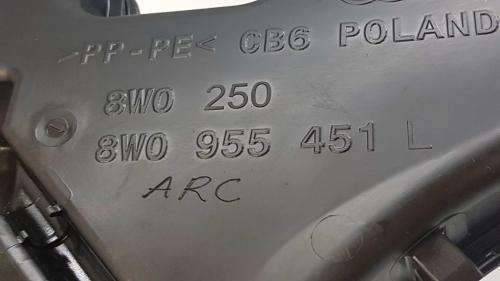 >PP-PE< CB6 POLAND
8W0 250
8W0 955 451 L
ARC